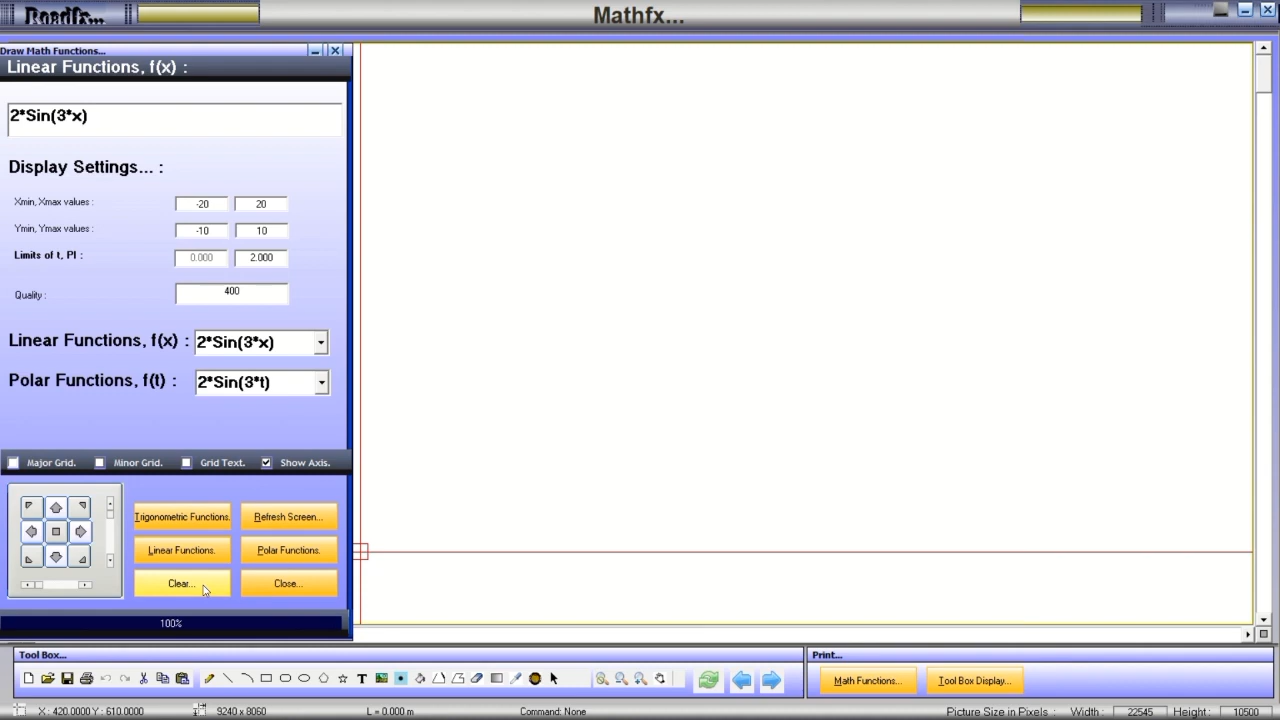 Roadfx...
Mathfx...
Draw Math Functions...
Linear Functions, f(x) :
2*Sin(3*x)
Display Settings... :
Xmin, Xmax values : -20 20
Ymin, Ymax values : -10 10
Limits of t, PI : 0.000 2.000
Quality : 400
Linear Functions, f(x) : 2*Sin(3*x)
Polar Functions, f(t) : 2*Sin(3*t)
Major Grid. Minor Grid. Grid Text. Show Axis.
Trigonometric Functions. Refresh Screen...
Linear Functions. Polar Functions.
Clear... Close...
100%
Tool Box... Print...
T
Math Functions... Tool Box Display...
X: 420.0000 Y : 610.0000 9240 x 8060 L = 0.000 m Command: None Picture Size in Pixels : Width : 22545 Height : 10500